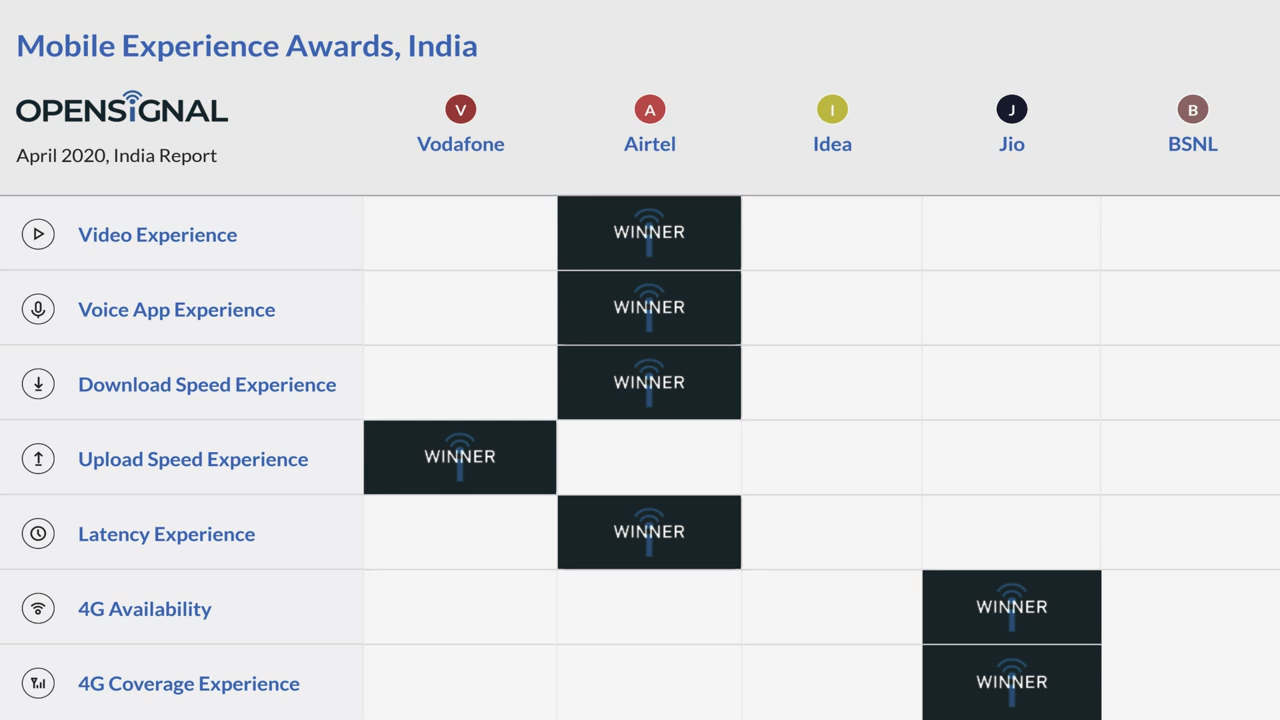 Mobile Experience Awards, India
OPENSIGNAL
April 2020, India Report
V A I J B
Vodafone Airtel Idea Jio BSNL
Video Experience WINNER
Voice App Experience WINNER
Download Speed Experience WINNER
Upload Speed Experience WINNER
Latency Experience WINNER
4G Availability WINNER
4G Coverage Experience WINNER